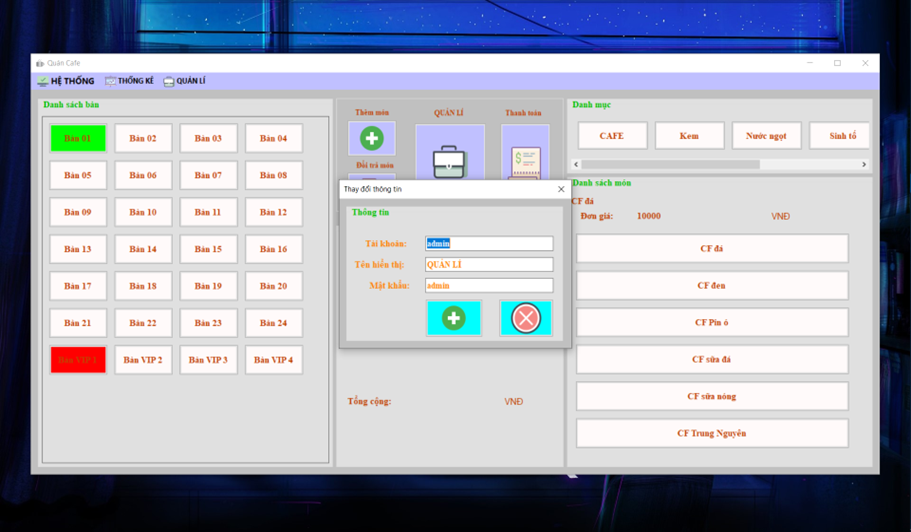 Quán Cafe
HỆ THỐNG THỐNG KÊ QUẢN LÍ
Danh sách bàn
Bàn 01 Bàn 02 Bàn 03 Bàn 04
Bàn 05 Bàn 06 Bàn 07 Bàn 08
Bàn 09 Bàn 10 Bàn 11 Bàn 12
Bàn 13 Bàn 14 Bàn 15 Bàn 16
Bàn 17 Bàn 18 Bàn 19 Bàn 20
Bàn 21 Bàn 22 Bàn 23 Bàn 24
Bàn VIP 1 Bàn VIP 2 Bàn VIP 3 Bàn VIP 4
Thêm món QUẢN LÍ Thanh toán
Đổi trả món
Thay đổi thông tin
Thông tin
Tài khoản: admin
Tên hiển thị: QUẢN LÍ
Mật khẩu: admin
Tổng cộng: VNĐ
Danh mục
CAFE Kem Nước ngọt Sinh tố
Danh sách món
CF đá
Đơn giá: 10000 VNĐ
CF đá
CF đen
CF Pin ô
CF sữa đá
CF sữa nóng
CF Trung Nguyên